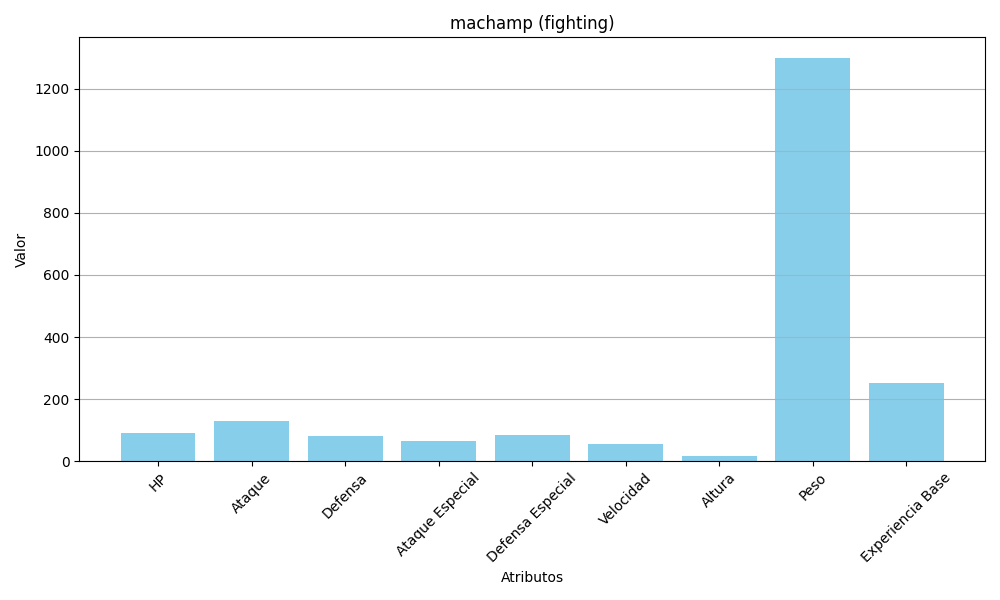 machamp (fighting)
Valor
1200
1000
800
600
400
200
0
HP
Ataque
Defensa
Ataque Especial
Defensa Especial
Velocidad
Altura
Peso
Experiencia Base
Atributos